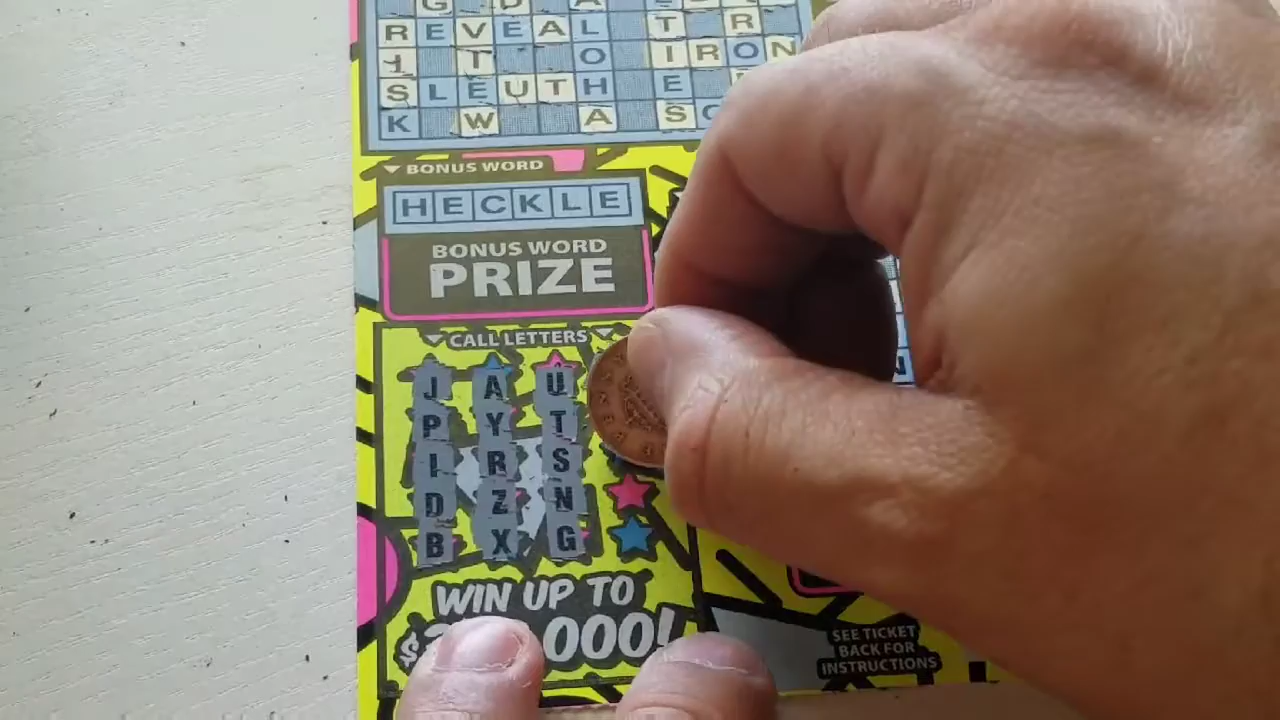 REVEAL
IRON
SLEUTH
BONUS WORD
HECKLE
BONUS WORD
PRIZE
CALL LETTERS
J A U
P Y T
I R S
D Z N
B X G
WIN UP TO
000!
SEE TICKET
BACK FOR
INSTRUCTIONS